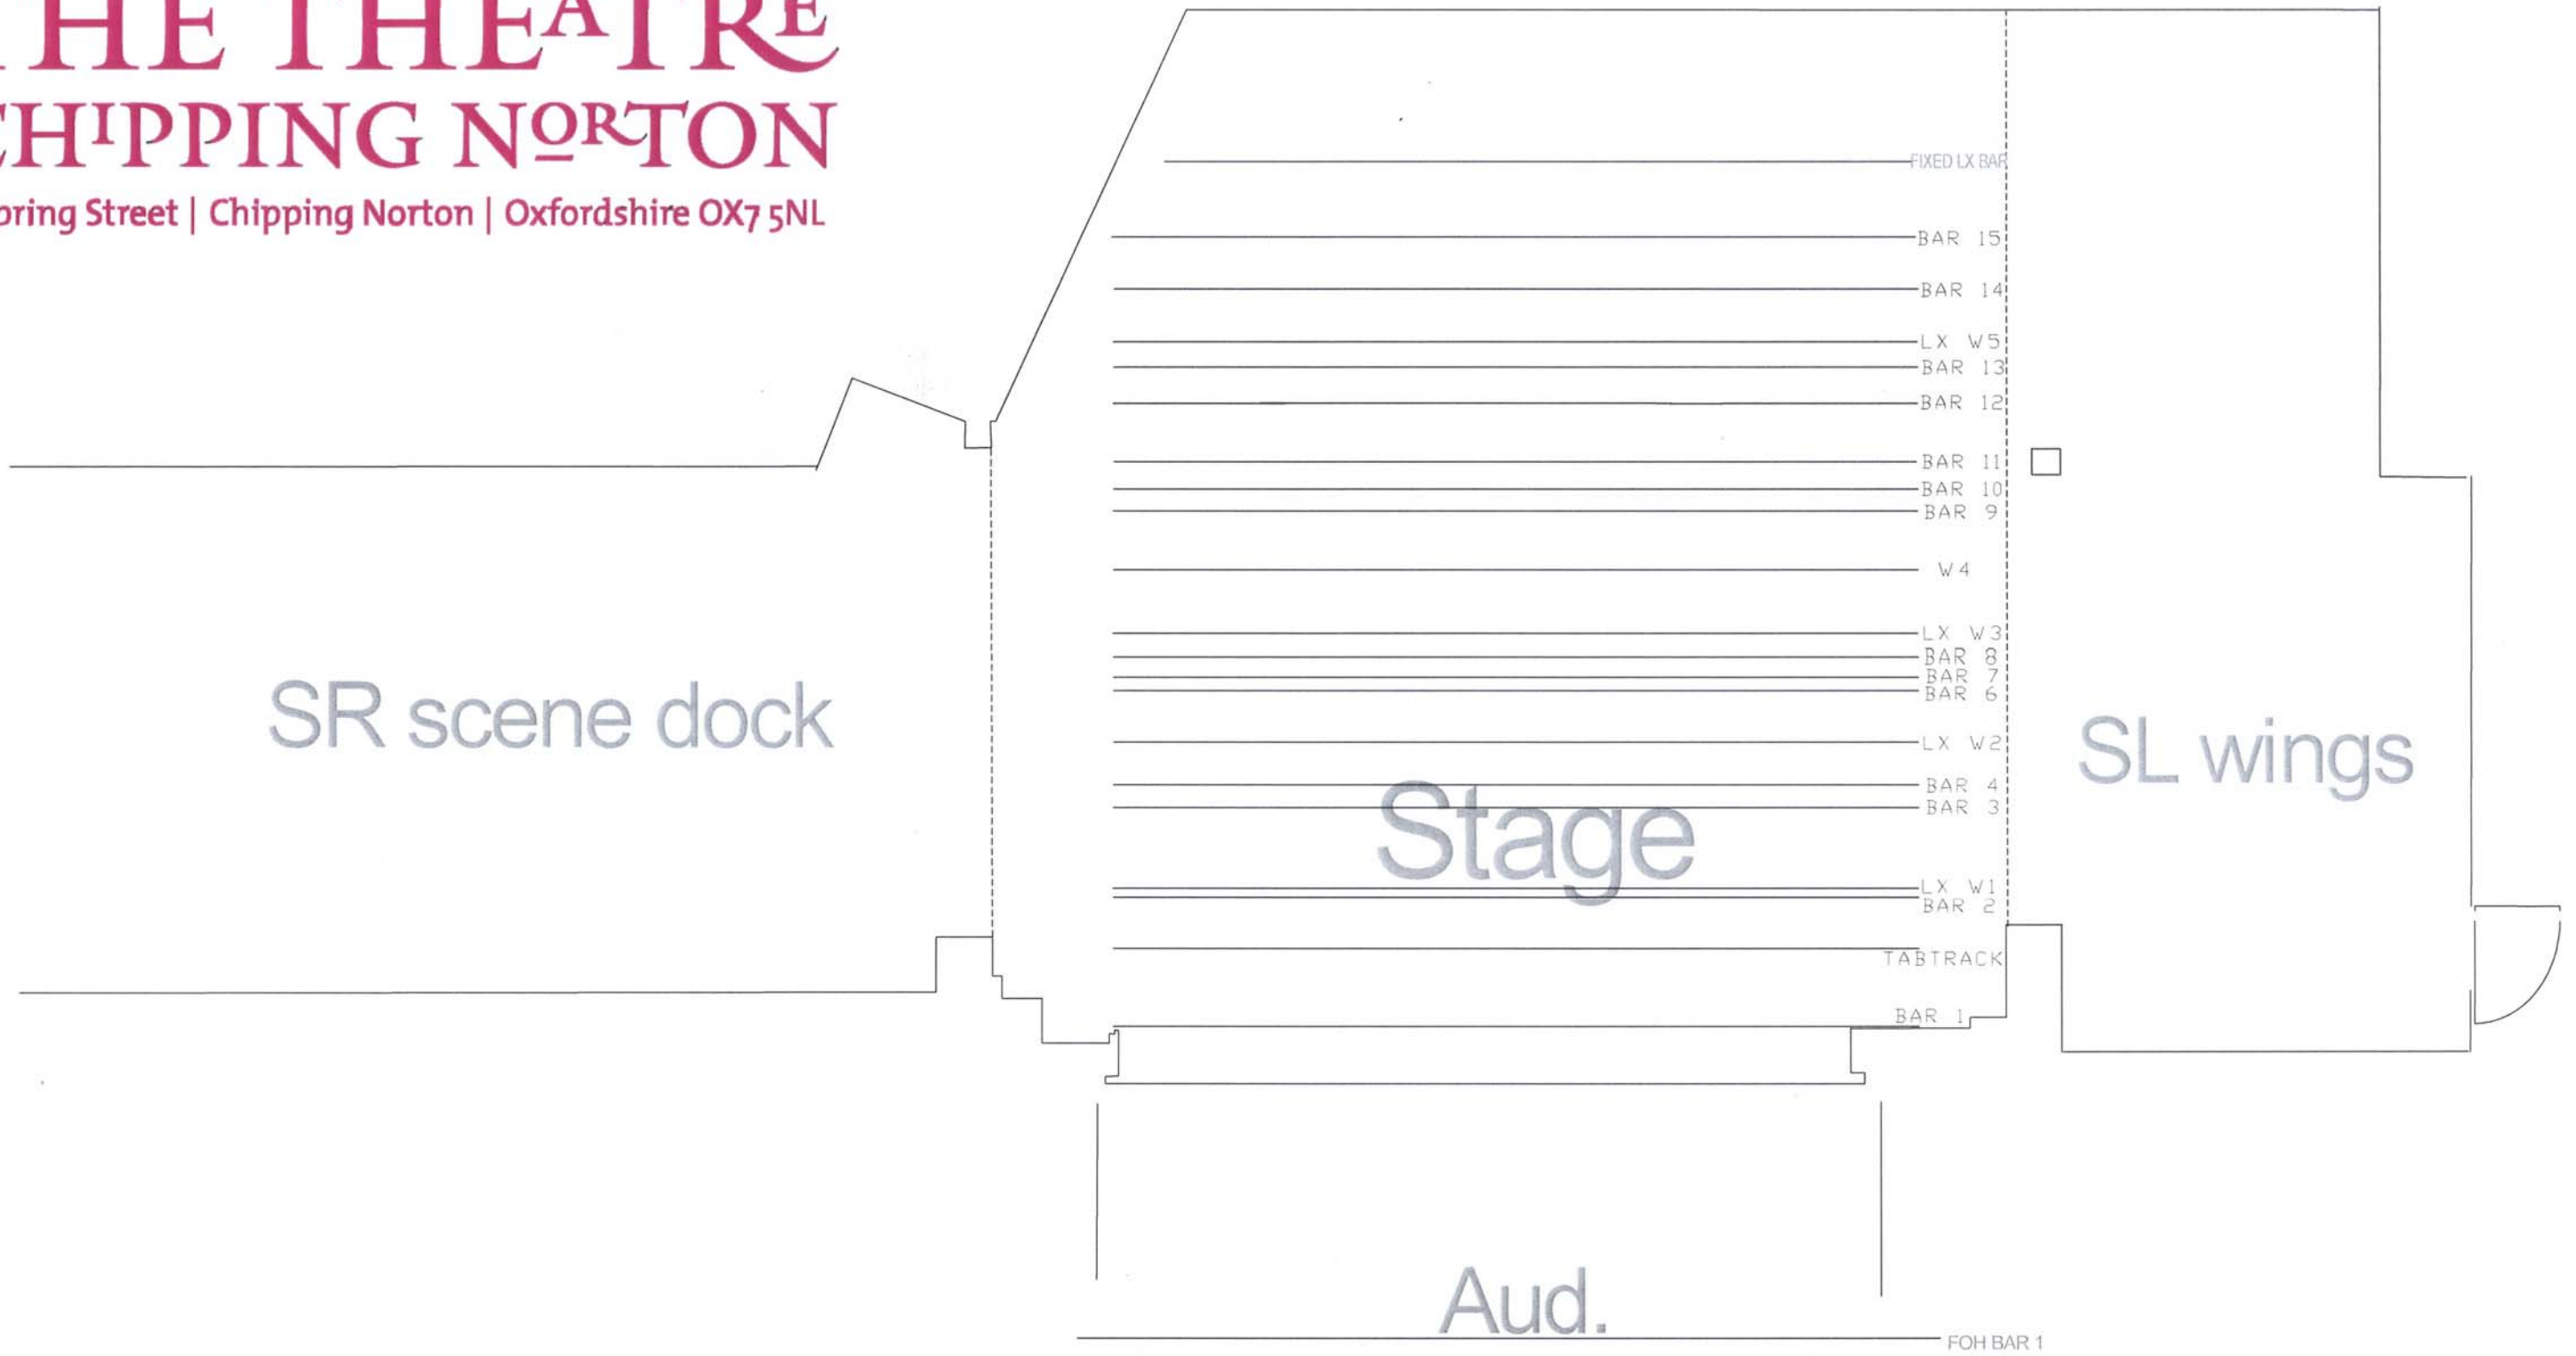 THE THEATRE
CHIPPING NORTON
pring Street | Chipping Norton | Oxfordshire OX7 5NL
FIXED LX BAR
BAR 15
BAR 14
LX W5
BAR 13
BAR 12
BAR 11
BAR 10
BAR 9
W4
LX W3
BAR 8
BAR 7
BAR 6
SR scene dock
LX W2
SL wings
BAR 4
BAR 3
Stage
LX W1
BAR 2
TABTRACK
BAR 1
Aud.
FOH BAR 1